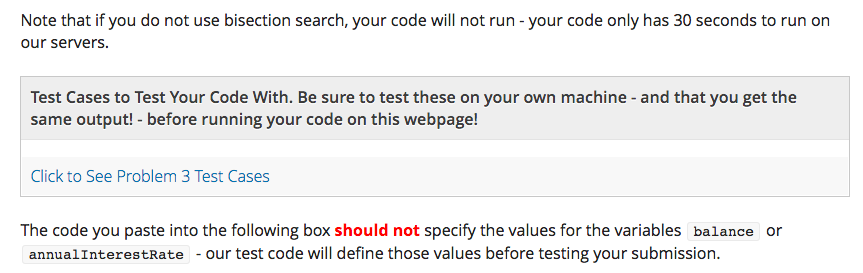 Note that if you do not use bisection search, your code will not run - your code only has 30 seconds to run on
our servers.
Test Cases to Test Your Code With. Be sure to test these on your own machine - and that you get the
same output! - before running your code on this webpage!
Click to See Problem 3 Test Cases
The code you paste into the following box should not specify the values for the variables balance or
annualInterestRate - our test code will define those values before testing your submission.